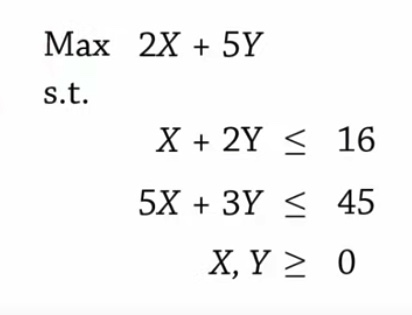 Max 2X + 5Y
s.t.
X + 2Y ≤ 16
5X + 3Y ≤ 45
X, Y ≥ 0